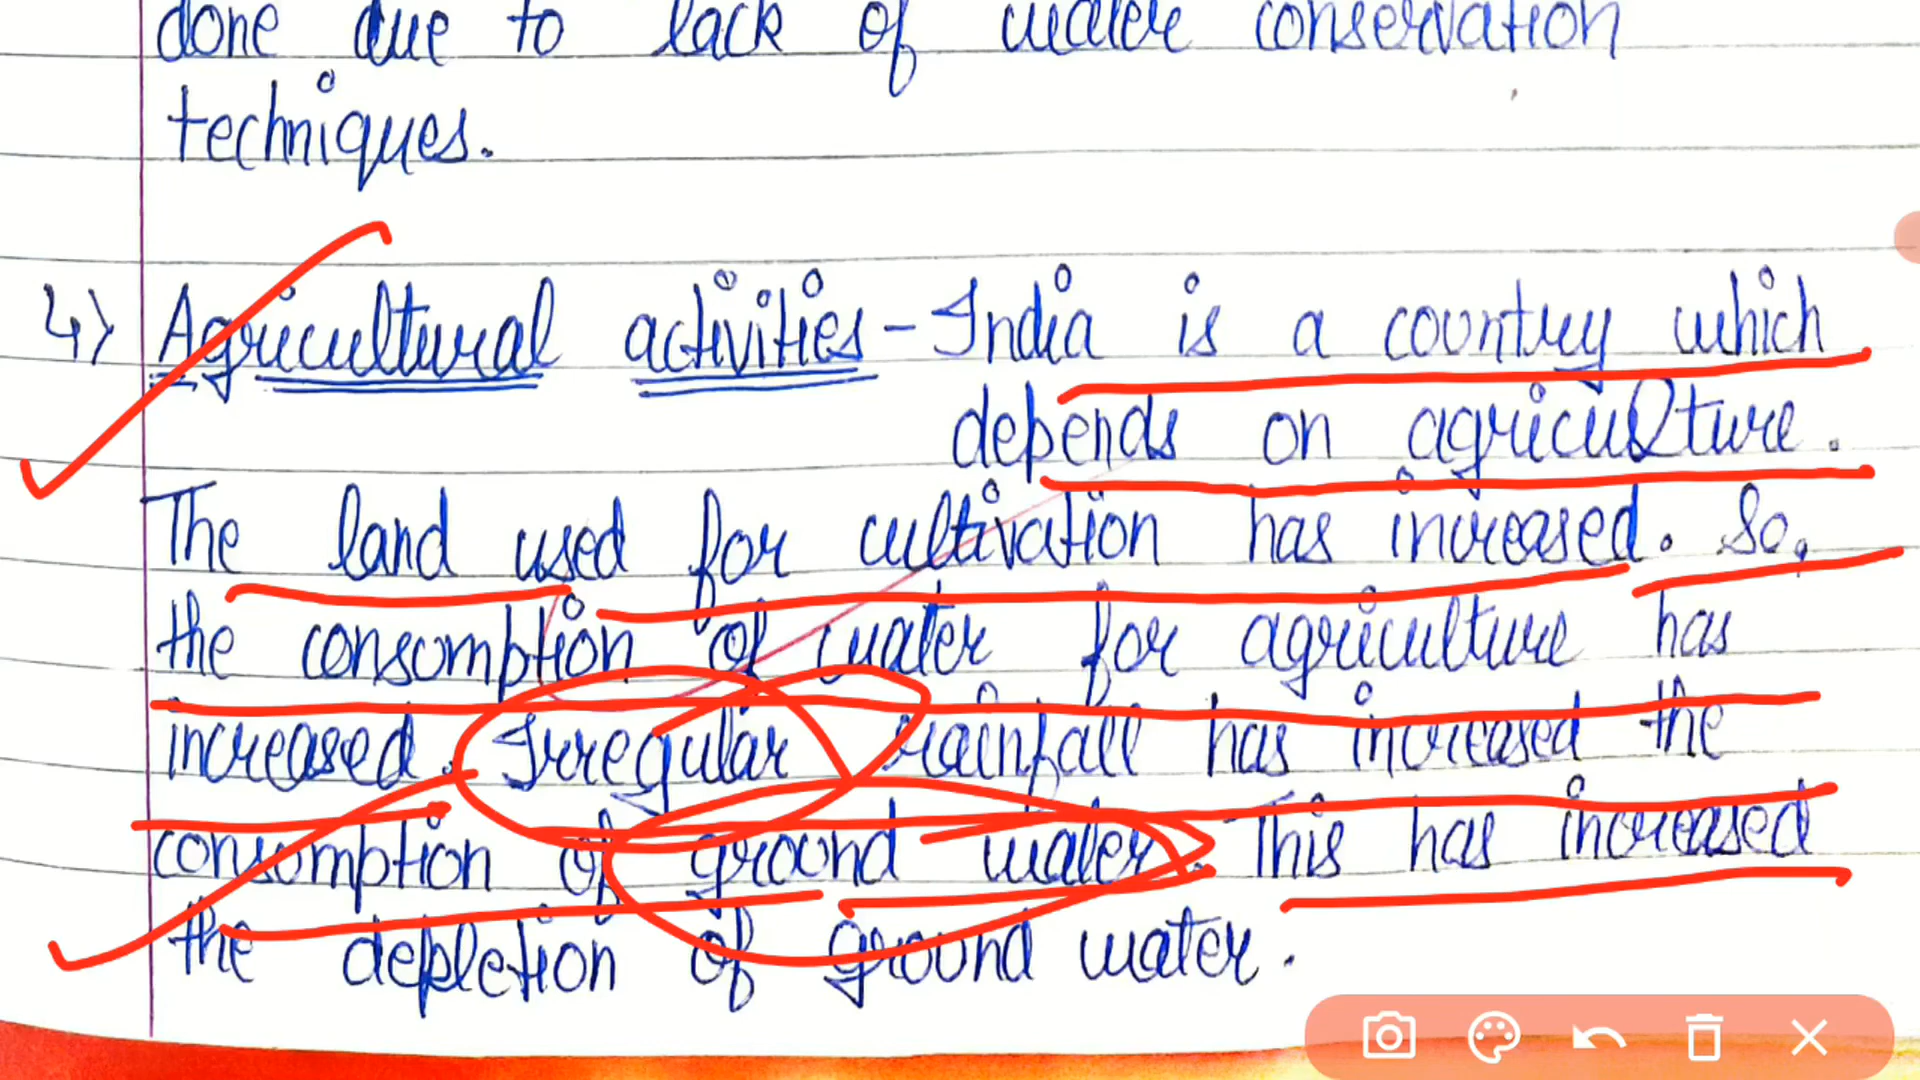 done due to lack of water conservation
techniques.
4) Agricultural activities - India is a country which
depends on agriculture.
The land used for cultivation has increased. So,
the consumption of water for agriculture has
increased. Irregular rainfall has increased the
consumption of ground water. This has increased
the depletion of ground water.